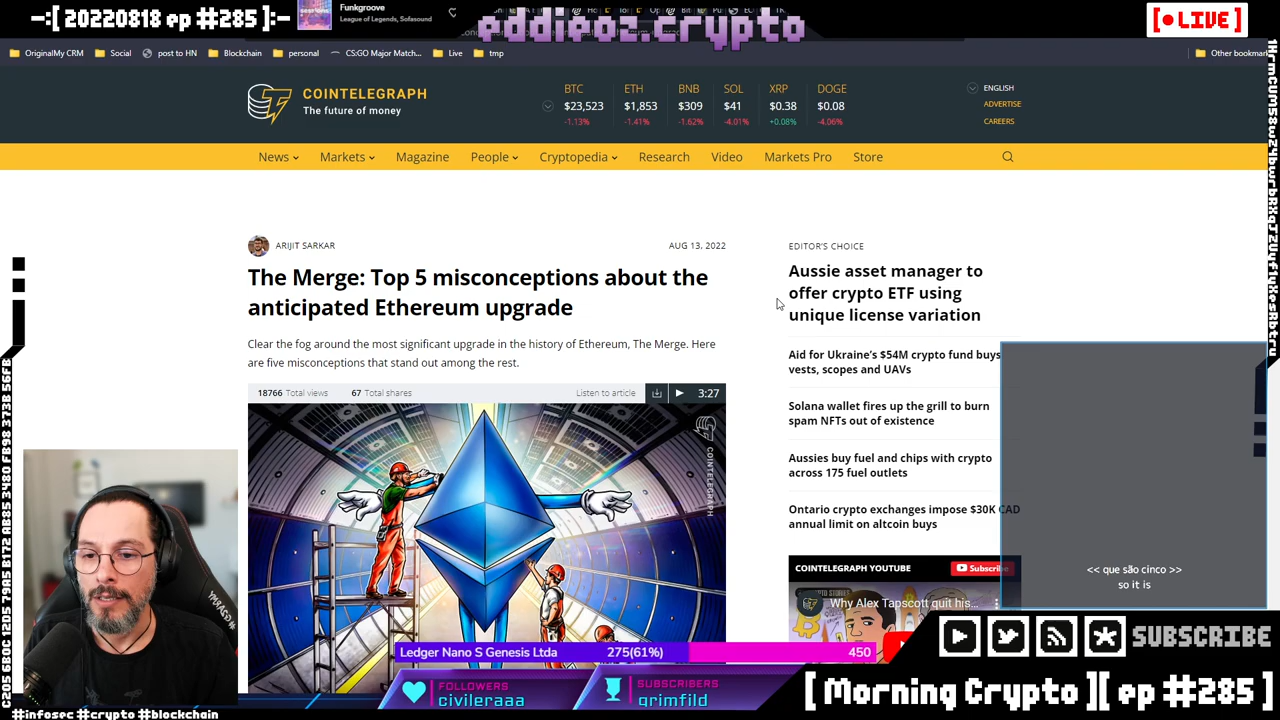 -:[ 20220818 ep #285 ]:-
Funkgroove
League of Legends, Sofasound
eddieoz.crypto
[ • LIVE ]
OriginalMy CRM
Social
post to HN
Blockchain
personal
CS:GO Major Match...
Live
tmp
Other bookmar
COINTELEGRAPH
The future of money
BTC ETH BNB SOL XRP DOGE
$23,523 $1,853 $309 $41 $0.38 $0.08
-1.13% -1.41% -1.62% -4.01% +0.08% -4.06%
ENGLISH
ADVERTISE
CAREERS
News Markets Magazine People Cryptopedia Research Video Markets Pro Store
ARIJIT SARKAR
AUG 13, 2022
The Merge: Top 5 misconceptions about the
anticipated Ethereum upgrade
Clear the fog around the most significant upgrade in the history of Ethereum, The Merge. Here
are five misconceptions that stand out among the rest.
18766 Total views 67 Total shares Listen to article 3:27
COINTELEGRAPH
EDITOR'S CHOICE
Aussie asset manager to
offer crypto ETF using
unique license variation
Aid for Ukraine's $54M crypto fund buys
vests, scopes and UAVs
Solana wallet fires up the grill to burn
spam NFTs out of existence
Aussies buy fuel and chips with crypto
across 175 fuel outlets
Ontario crypto exchanges impose $30K CAD
annual limit on altcoin buys
COINTELEGRAPH YOUTUBE
Subscribe
Why Alex Tapscott quit his...
<< que são cinco >>
so it is
Ledger Nano S Genesis Ltda 275(61%) 450
FOLLOWERS
civileraaa
SUBSCRIBERS
grimfild
SUBSCRIBE
[ Morning Crypto ][ ep #285 ]
#infosec #crypto #blockchain